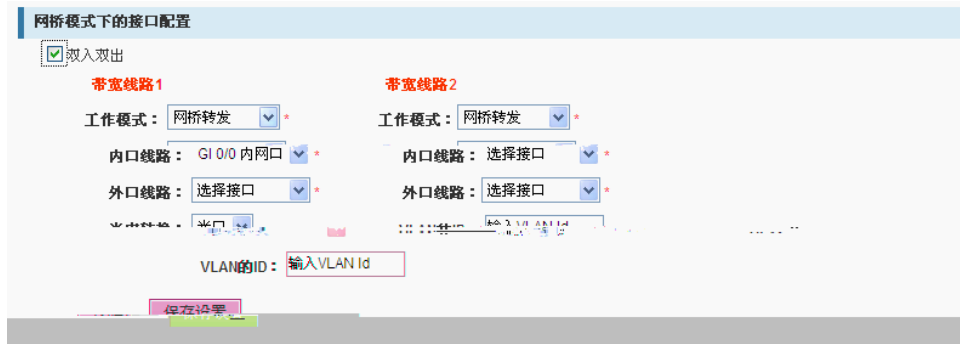 网桥模式下的接口配置
双入双出
带宽线路1 带宽线路2
工作模式： 网桥转发 * 工作模式： 网桥转发 *
内口线路： GI 0/0 内网口 * 内口线路： 选择接口 *
外口线路： 选择接口 * 外口线路： 选择接口 *
VLAN的ID： 输入VLAN Id
保存设置